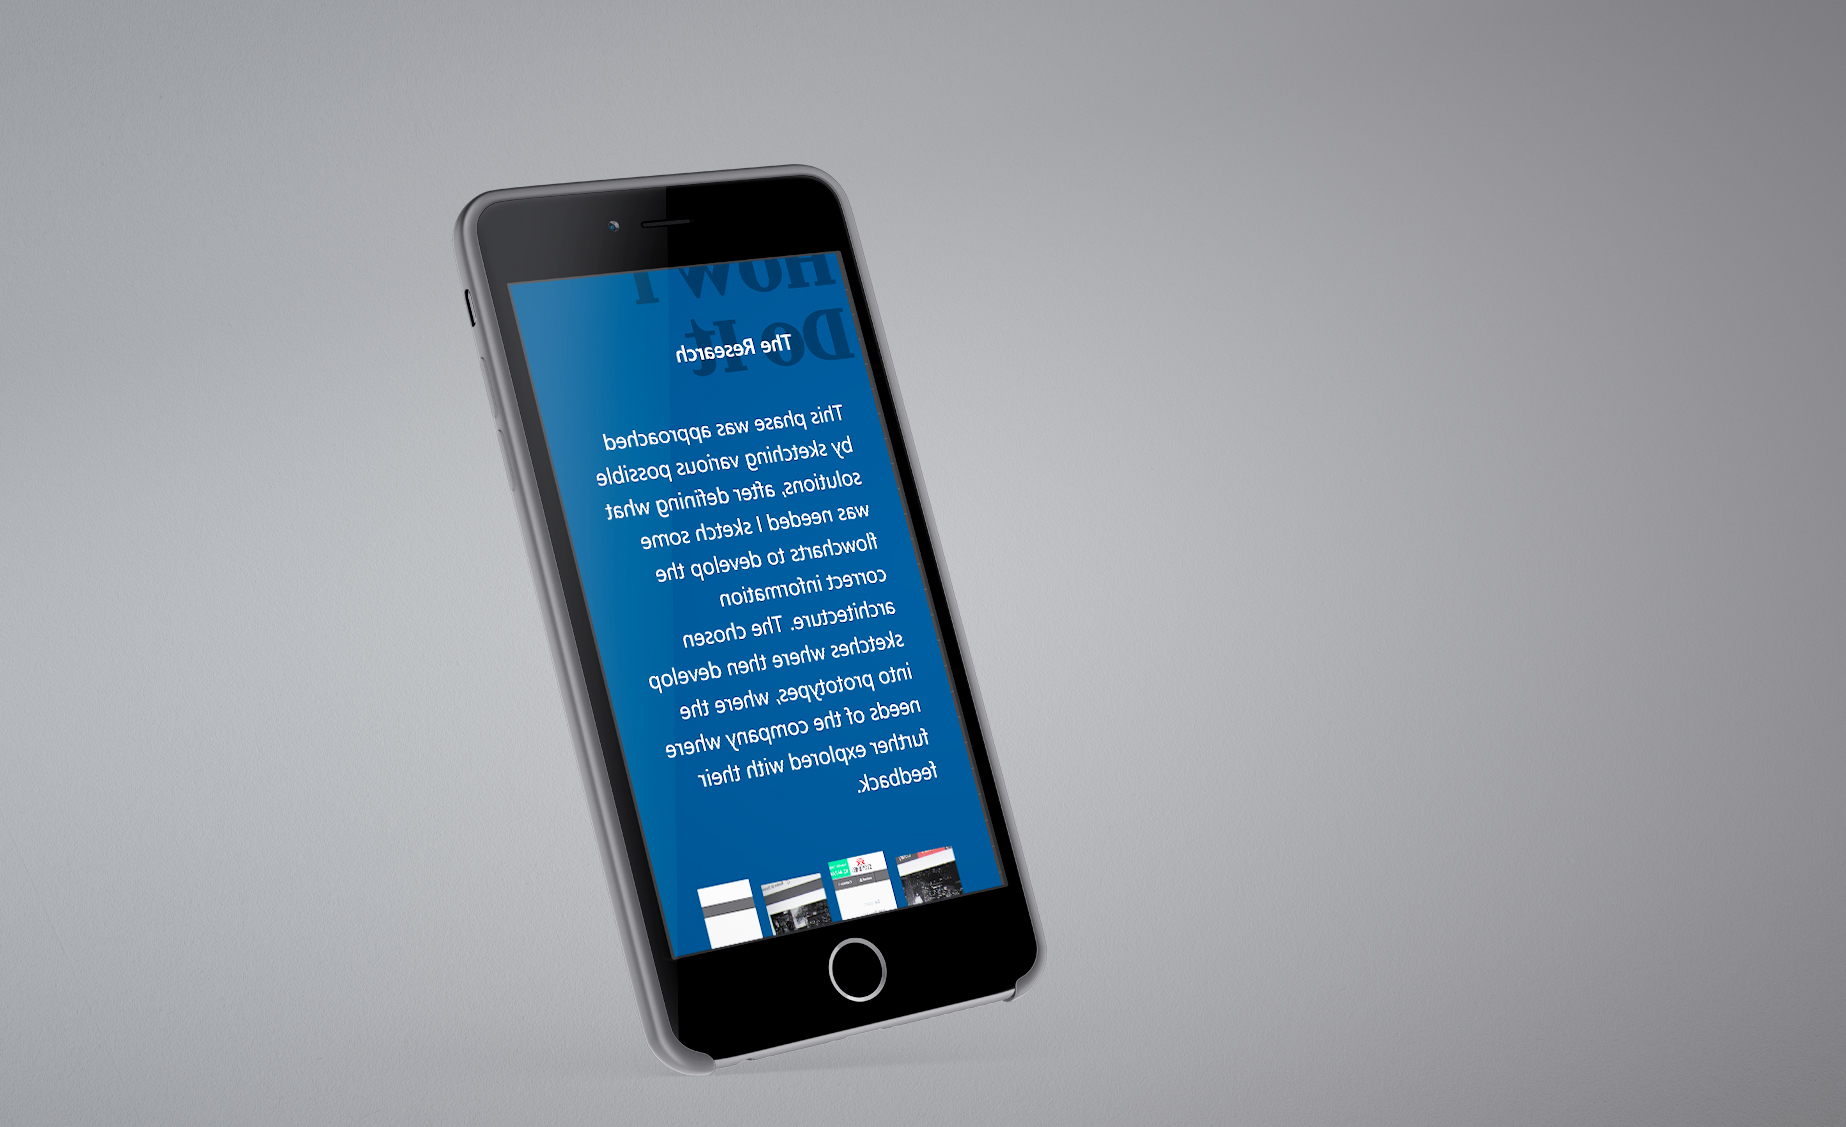 How I
Do It
The Research
This phase was approached
by sketching various possible
solutions, after defining what
was needed I sketch some
flowcharts to develop the
correct information
architecture. The chosen
sketches where then develop
into prototypes, where the
needs of the company where
further explored with their
feedback.